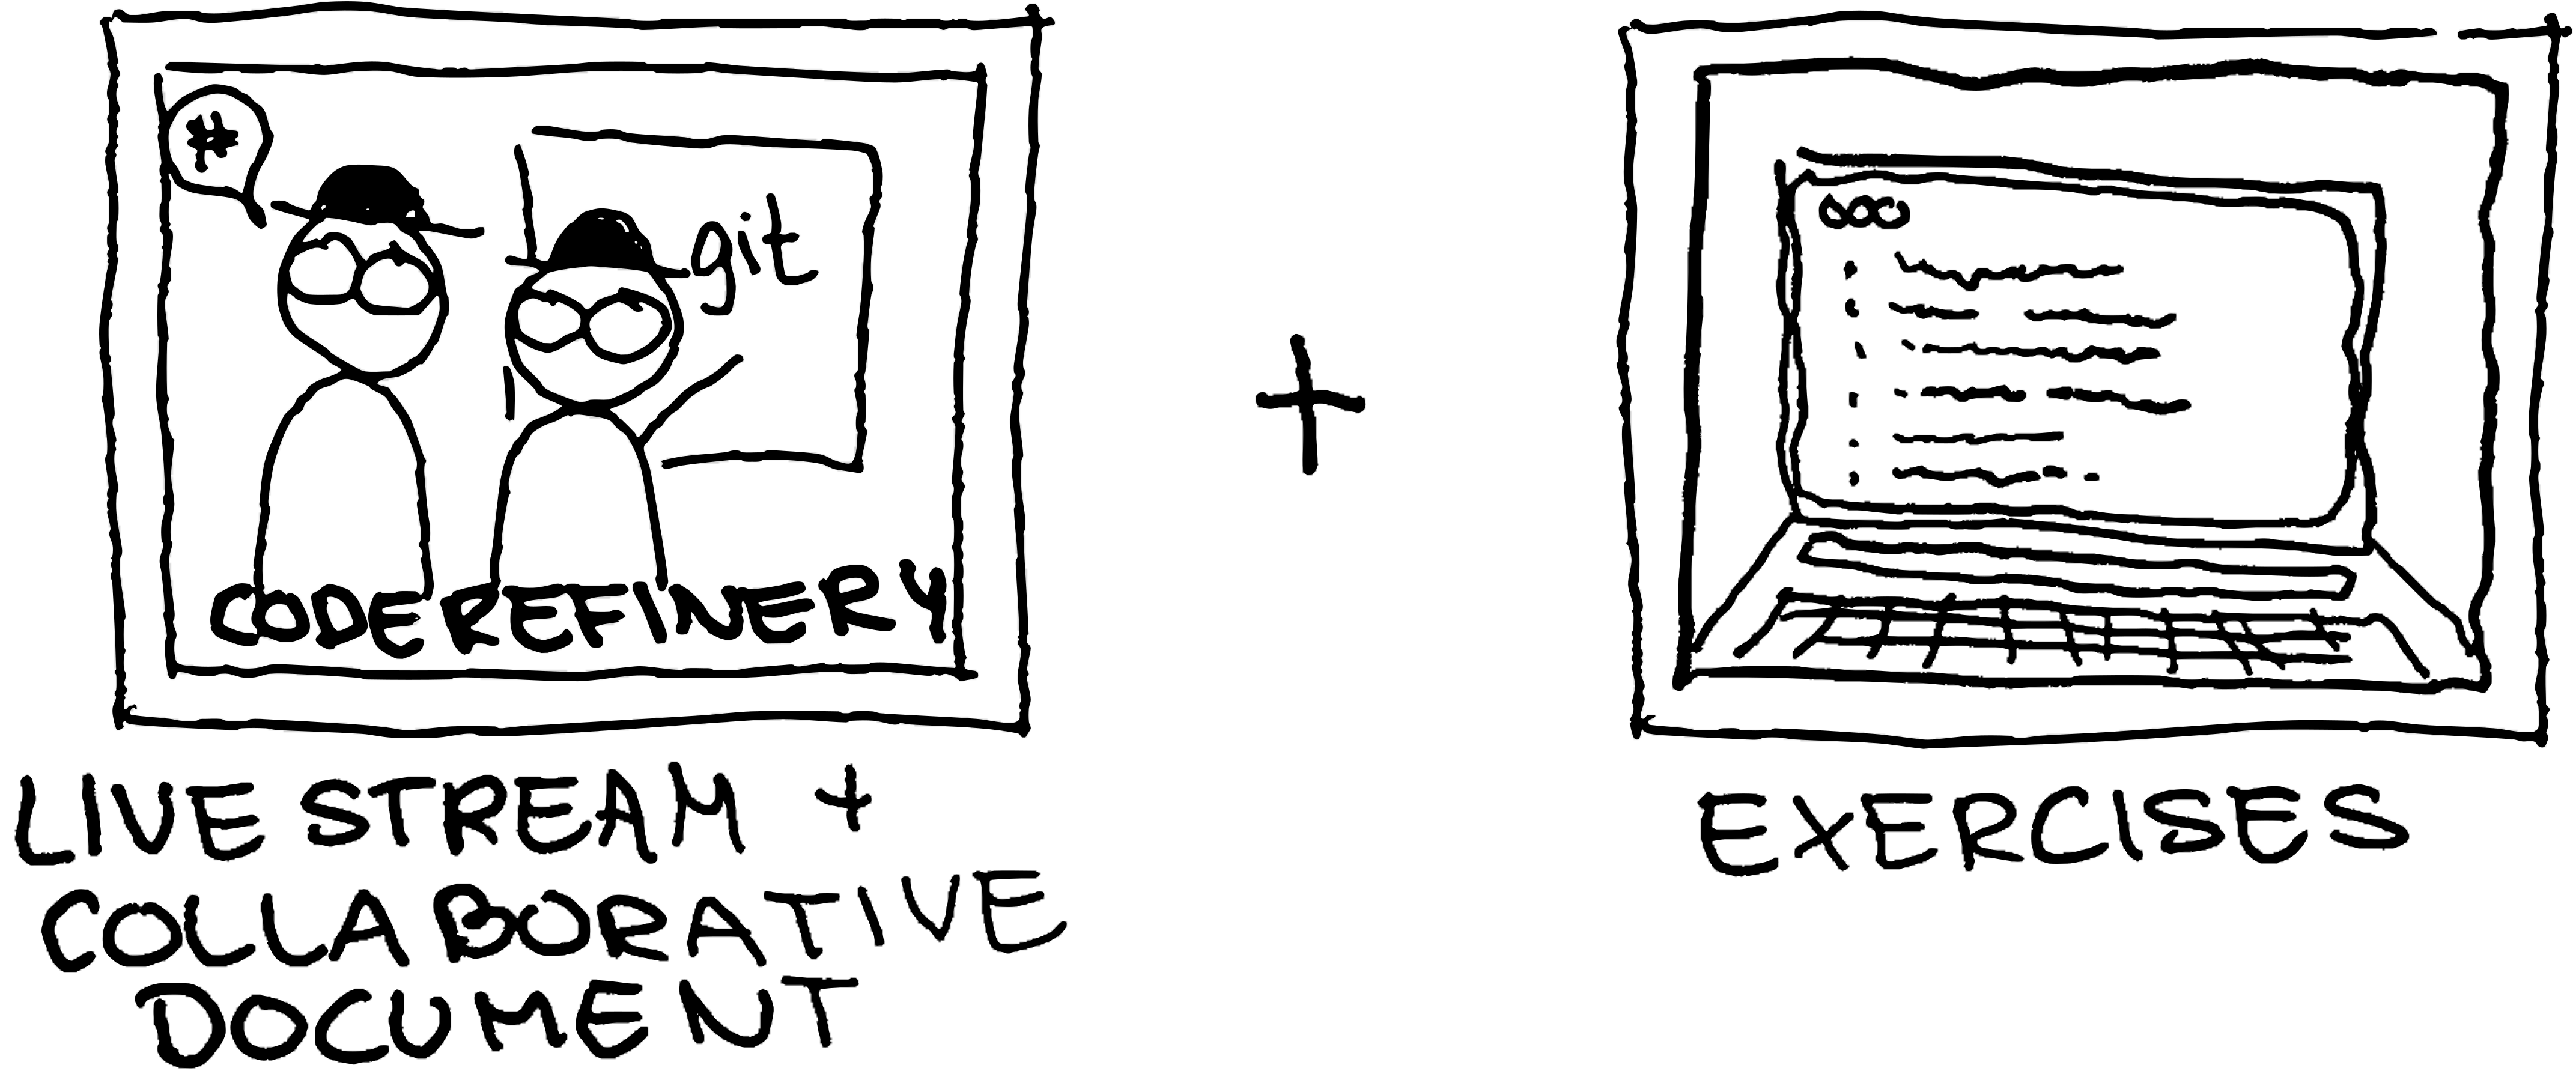 #
git
CODEREFINERY
+
LIVE STREAM +
COLLABORATIVE
DOCUMENT
EXERCISES